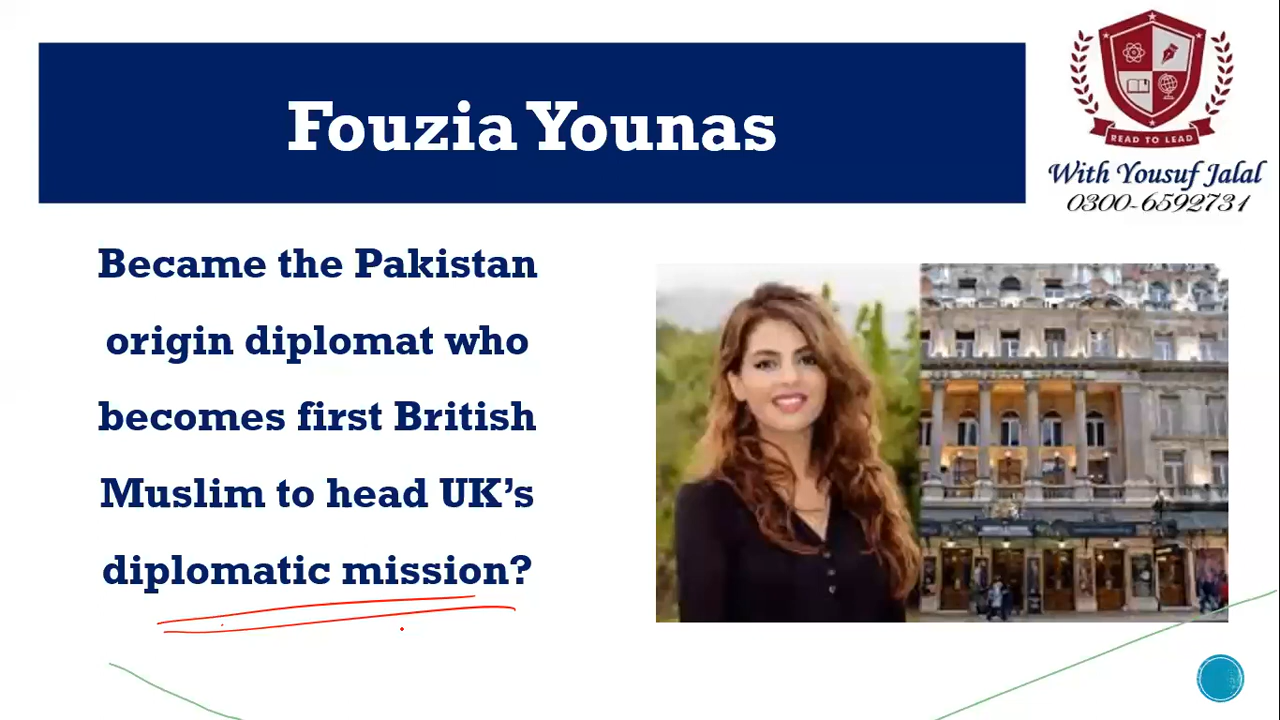 Fouzia Younas
READ TO LEAD
With Yousuf Jalal
0300-6592731
Became the Pakistan
origin diplomat who
becomes first British
Muslim to head UK's
diplomatic mission?